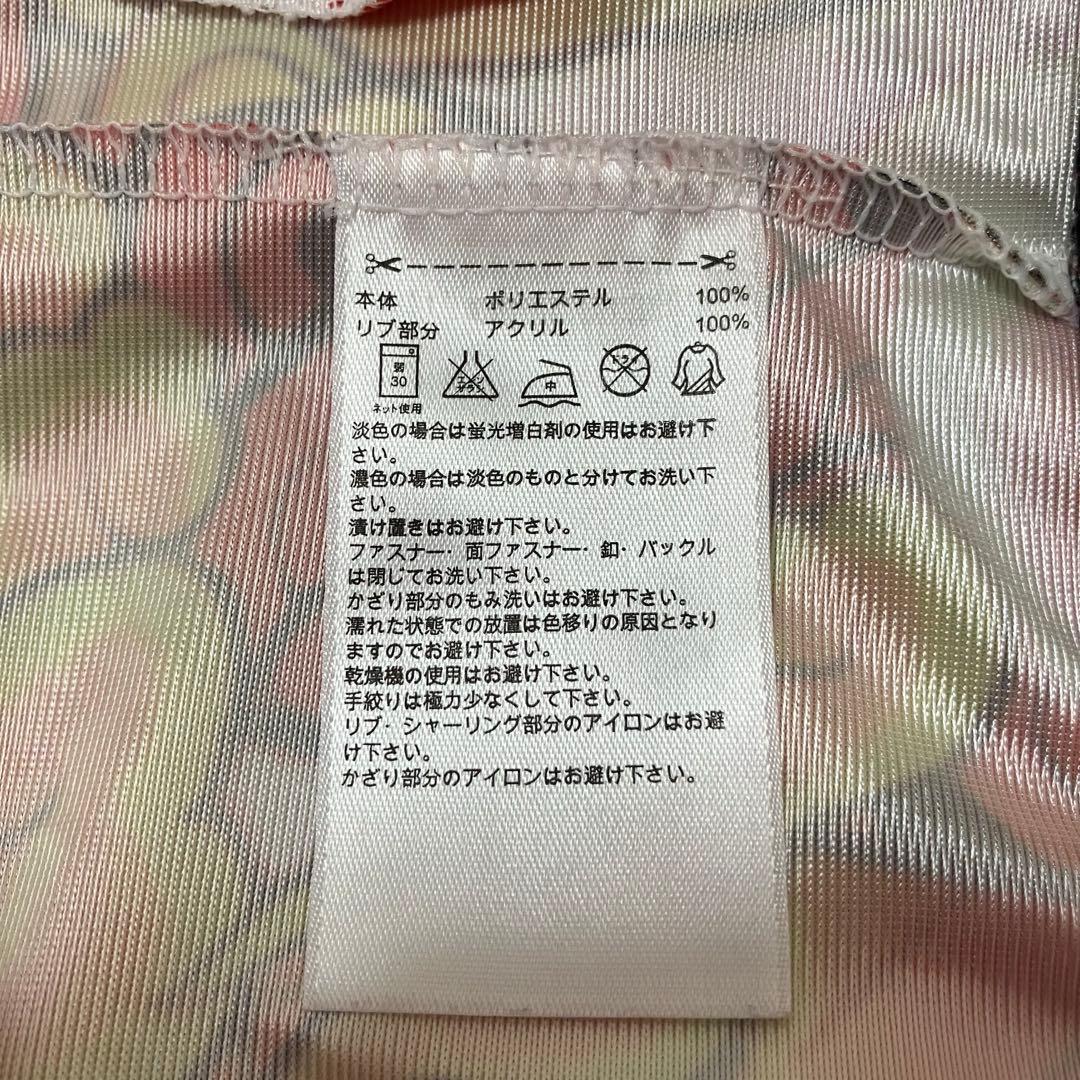 本体 ポリエステル 100%
リブ部分 アクリル 100%
弱
30
ネット使用
エンソ
サラシ
中
ドライ
淡色の場合は蛍光増白剤の使用はお避け下
さい。
濃色の場合は淡色のものと分けてお洗い下
さい。
漬け置きはお避け下さい。
ファスナー・面ファスナー・釦・バックル
は閉じてお洗い下さい。
かざり部分のもみ洗いはお避け下さい。
濡れた状態での放置は色移りの原因となり
ますのでお避け下さい。
乾燥機の使用はお避け下さい。
手絞りは極力少なくして下さい。
リブ・シャーリング部分のアイロンはお避
け下さい。
かざり部分のアイロンはお避け下さい。